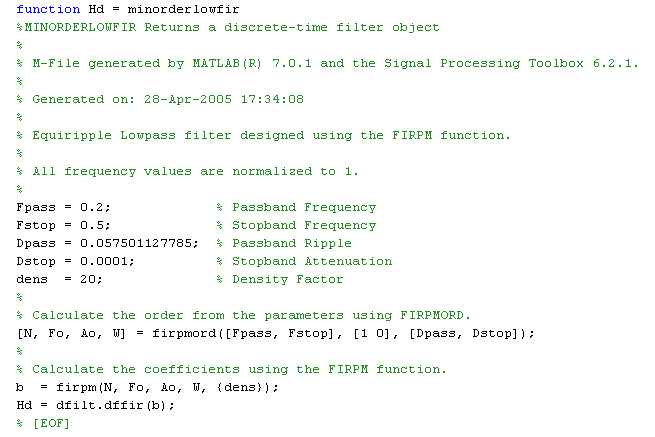 function Hd = minorderlowfir
%MINORDERLOWFIR Returns a discrete-time filter object
%
% M-File generated by MATLAB(R) 7.0.1 and the Signal Processing Toolbox 6.2.1.
%
% Generated on: 28-Apr-2005 17:34:08
%
% Equiripple Lowpass filter designed using the FIRPM function.
%
% All frequency values are normalized to 1.
%
Fpass = 0.2;              % Passband Frequency
Fstop = 0.5;              % Stopband Frequency
Dpass = 0.057501127785;  % Passband Ripple
Dstop = 0.0001;           % Stopband Attenuation
dens  = 20;               % Density Factor
%
% Calculate the order from the parameters using FIRPMORD.
[N, Fo, Ao, W] = firpmord([Fpass, Fstop], [1 0], [Dpass, Dstop]);
%
% Calculate the coefficients using the FIRPM function.
b  = firpm(N, Fo, Ao, W, {dens});
Hd = dfilt.dffir(b);
% [EOF]